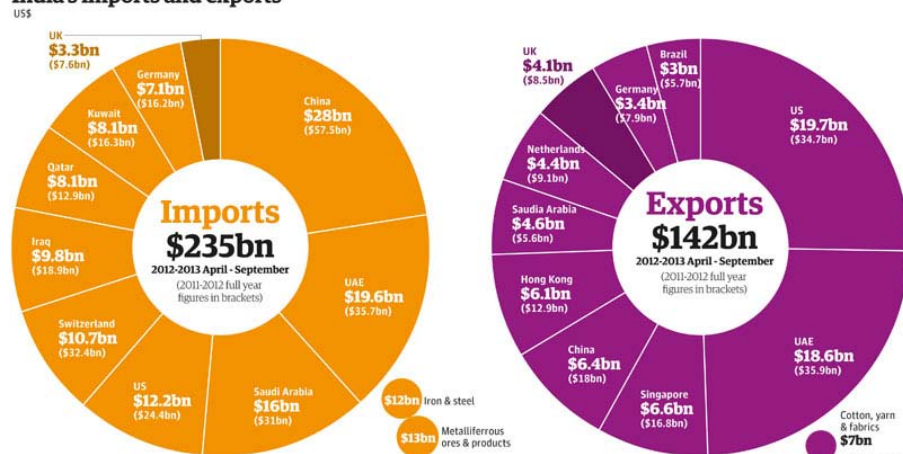 India's imports and exports
US$
UK
$3.3bn
($7.6bn)
Germany
$7.1bn
($16.2bn)
Kuwait
$8.1bn
($16.3bn)
Qatar
$8.1bn
($12.9bn)
Iraq
$9.8bn
($18.9bn)
Switzerland
$10.7bn
($32.4bn)
US
$12.2bn
($24.4bn)
Saudi Arabia
$16bn
($31bn)
UAE
$19.6bn
($35.7bn)
China
$28bn
($57.5bn)
Imports
$235bn
2012-2013 April - September
(2011-2012 full year
figures in brackets)
$12bn Iron & steel
$13bn Metalliferrous
ores & products
UK
$4.1bn
($8.5bn)
Brazil
$3bn
($5.7bn)
Germany
$3.4bn
($7.9bn)
Netherlands
$4.4bn
($9.1bn)
Saudia Arabia
$4.6bn
($5.6bn)
Hong Kong
$6.1bn
($12.9bn)
China
$6.4bn
($18bn)
Singapore
$6.6bn
($16.8bn)
UAE
$18.6bn
($35.9bn)
US
$19.7bn
($34.7bn)
Exports
$142bn
2012-2013 April - September
(2011-2012 full year
figures in brackets)
Cotton, yarn
& fabrics
$7bn